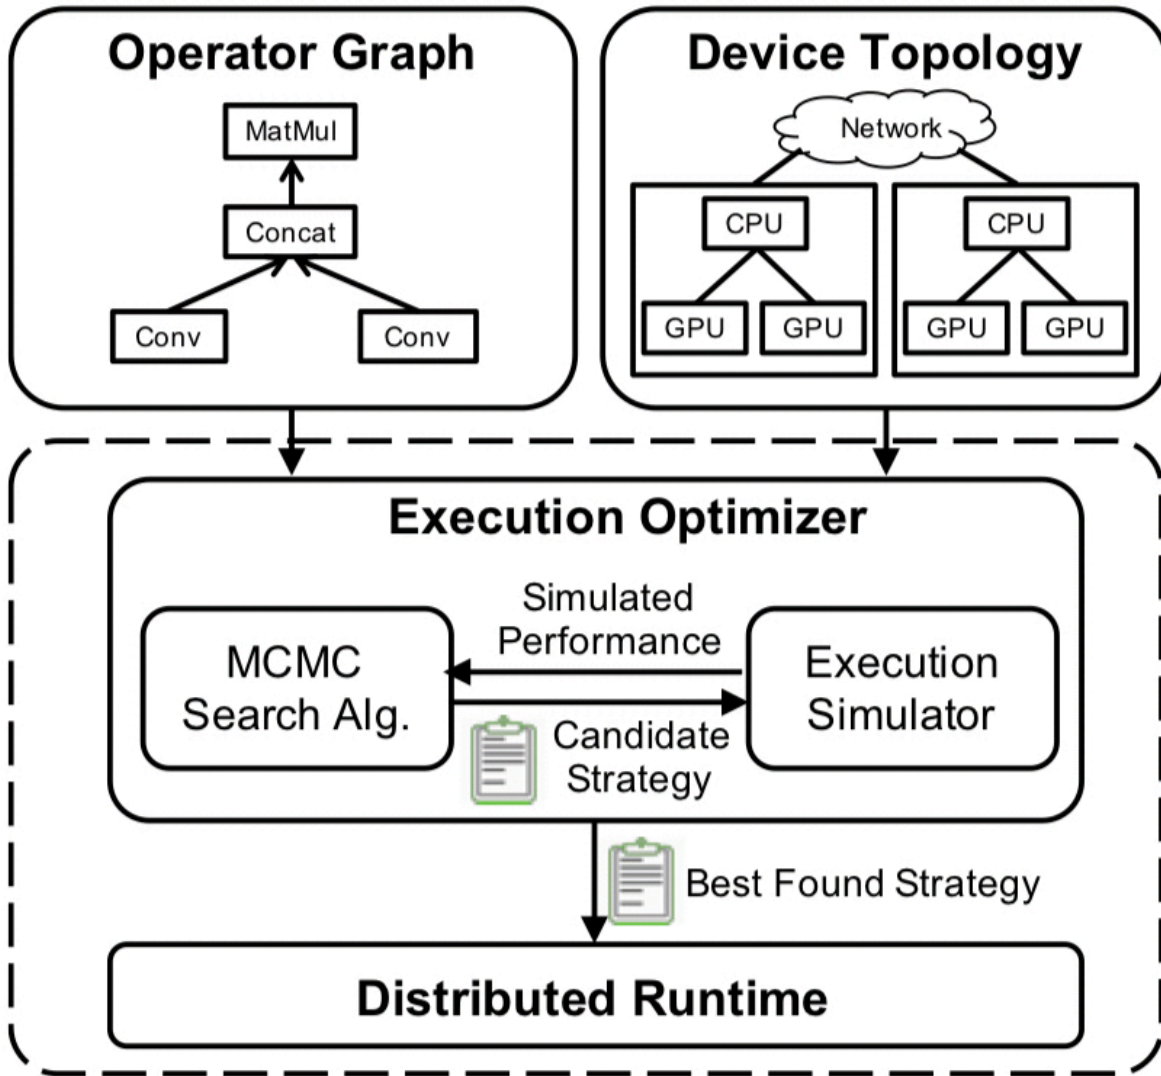 Operator Graph
MatMul
Concat
Conv
Conv
Device Topology
Network
CPU
GPU
GPU
CPU
GPU
GPU
Execution Optimizer
MCMC
Search Alg.
Simulated
Performance
Candidate
Strategy
Execution
Simulator
Best Found Strategy
Distributed Runtime